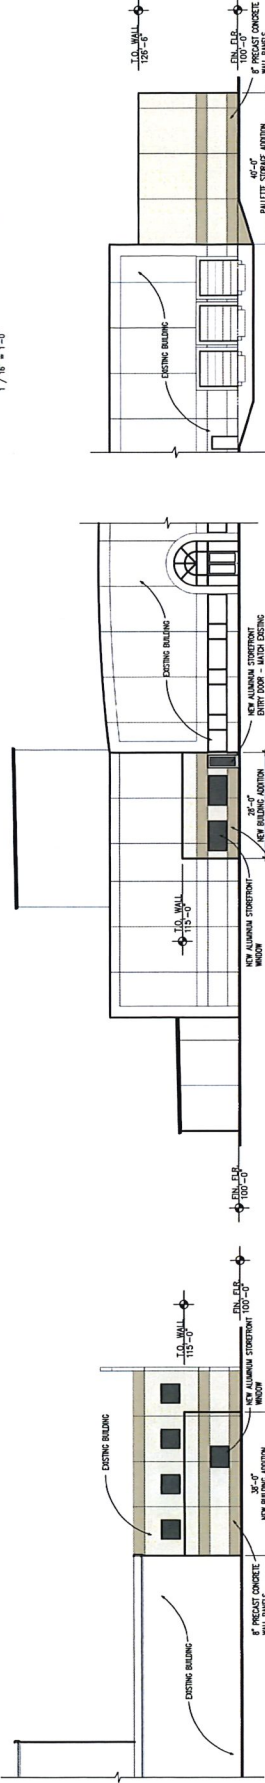 EXISTING BUILDING
EXISTING BUILDING
T.O. WALL
115'-0"
FIN. FLR.
100'-0"
NEW ALUMINUM STOREFRONT
WINDOW
38'-0"
NEW BUILDING ADDITION
8" PRECAST CONCRETE
WALL PANELS
FIN. FLR.
100'-0"
T.O. WALL
115'-0"
NEW ALUMINUM STOREFRONT
WINDOW
28'-0"
NEW BUILDING ADDITION
EXISTING BUILDING
EXISTING BUILDING
NEW ALUMINUM STOREFRONT
ENTRY DOOR - MATCH EXISTING
1 / 16" = 1'-0
EXISTING BUILDING
T.O. WALL
126'-6"
FIN. FLR.
100'-0"
8" PRECAST CONCRETE
WALL PANELS
40'-0"
PALLETTE STORAGE ADDITION